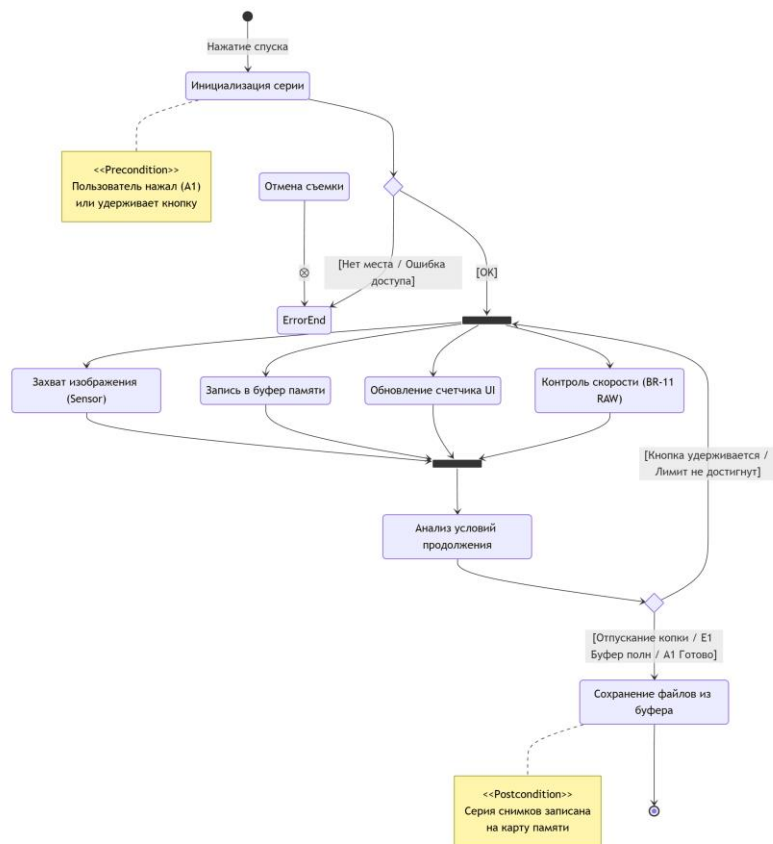 Нажатие спуска
Инициализация серии
<<Precondition>>
Пользователь нажал (A1)
или удерживает кнопку
Отмена съемки
[Нет места / Ошибка
доступа]
[OK]
ErrorEnd
Захват изображения
(Sensor)
Запись в буфер памяти
Обновление счетчика UI
Контроль скорости (BR-11
RAW)
[Кнопка удерживается /
Лимит не достигнут]
Анализ условий
продолжения
[Отпускание копки / E1
Буфер полн / A1 Готово]
Сохранение файлов из
буфера
<<Postcondition>>
Серия снимков записана
на карту памяти